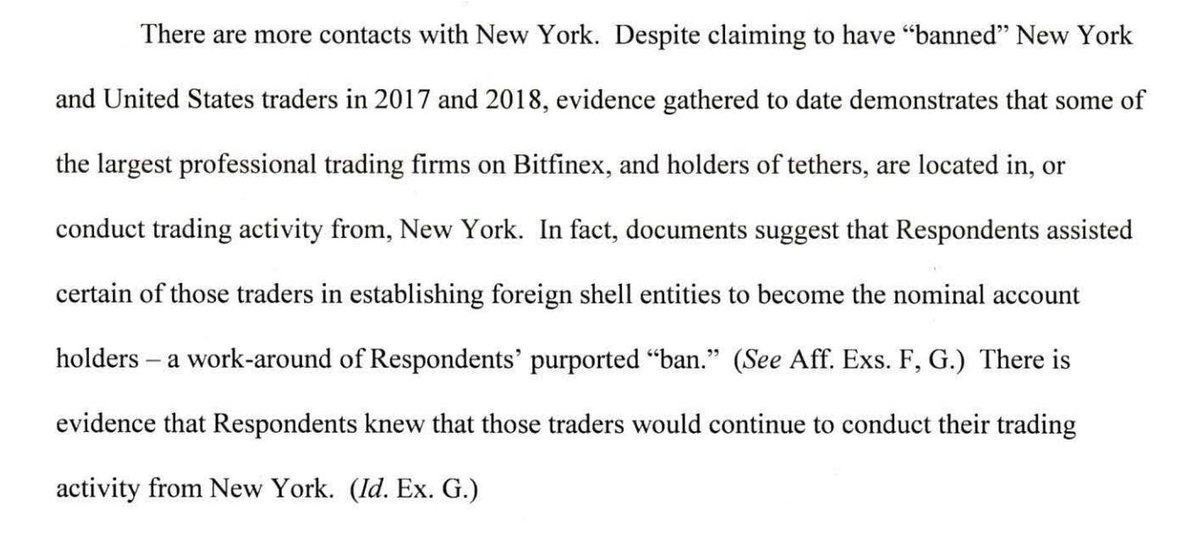 There are more contacts with New York. Despite claiming to have “banned” New York
and United States traders in 2017 and 2018, evidence gathered to date demonstrates that some of
the largest professional trading firms on Bitfinex, and holders of tethers, are located in, or
conduct trading activity from, New York. In fact, documents suggest that Respondents assisted
certain of those traders in establishing foreign shell entities to become the nominal account
holders – a work-around of Respondents’ purported “ban.” (See Aff. Exs. F, G.) There is
evidence that Respondents knew that those traders would continue to conduct their trading
activity from New York. (Id. Ex. G.)